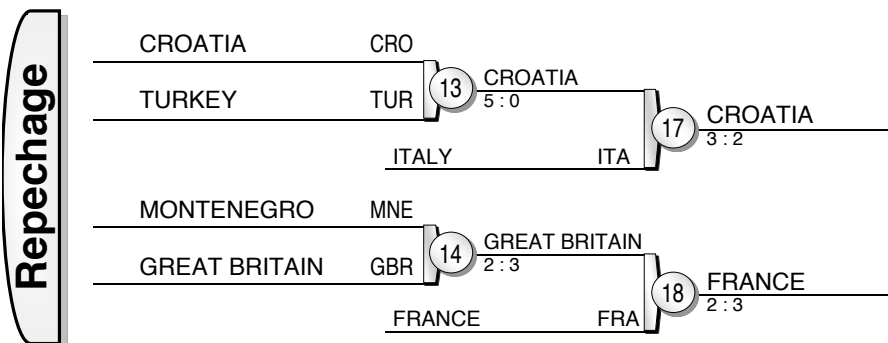 Repechage
CROATIA CRO
TURKEY TUR
13 CROATIA
5 : 0
ITALY ITA
17 CROATIA
3 : 2
MONTENEGRO MNE
GREAT BRITAIN GBR
14 GREAT BRITAIN
2 : 3
FRANCE FRA
18 FRANCE
2 : 3